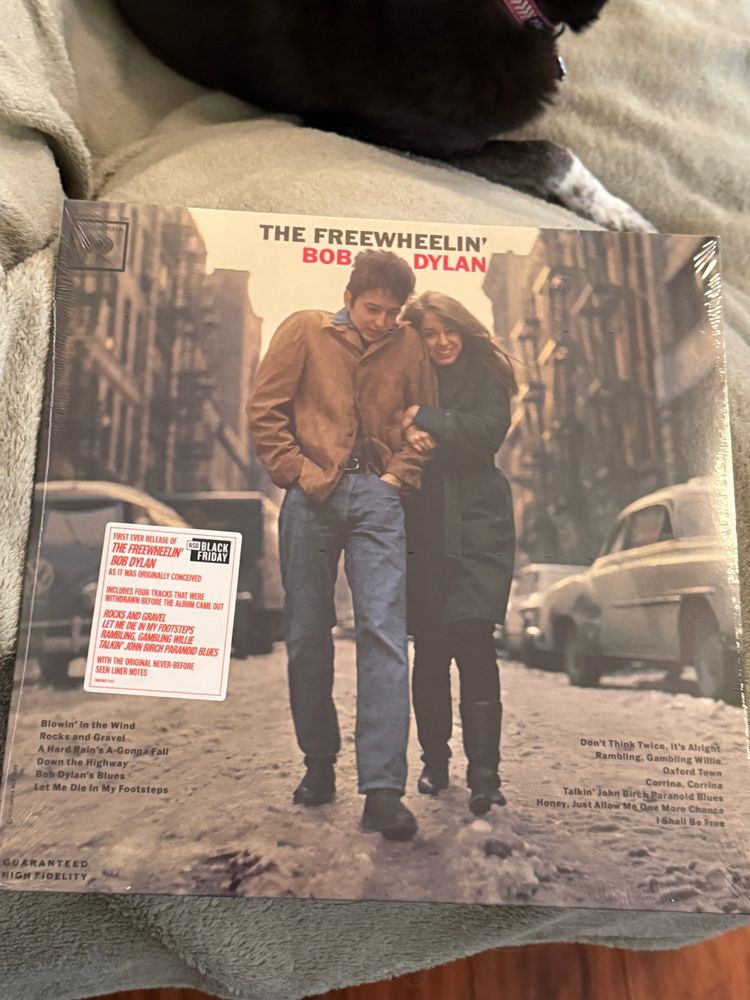 COLUMBIA
THE FREEWHEELIN'
BOB DYLAN
FIRST EVER RELEASE OF
THE FREEWHEELIN'
BOB DYLAN
AS IT WAS ORIGINALLY CONCEIVED
RSD BLACK
FRIDAY
INCLUDES FOUR TRACKS THAT WERE
WITHDRAWN BEFORE THE ALBUM CAME OUT
ROCKS AND GRAVEL
LET ME DIE IN MY FOOTSTEPS
RAMBLING, GAMBLING WILLIE
TALKIN' JOHN BIRCH PARANOID BLUES
WITH THE ORIGINAL NEVER-BEFORE
SEEN LINER NOTES
Blowin' in the Wind
Rocks and Gravel
A Hard Rain's A-Gonna Fall
Down the Highway
Bob Dylan's Blues
Let Me Die In My Footsteps
Don't Think Twice, It's Alright
Rambling, Gambling Willie
Oxford Town
Corrina, Corrina
Talkin' John Birch Paranoid Blues
Honey, Just Allow Me One More Chance
I Shall Be Free
GUARANTEED
HIGH FIDELITY